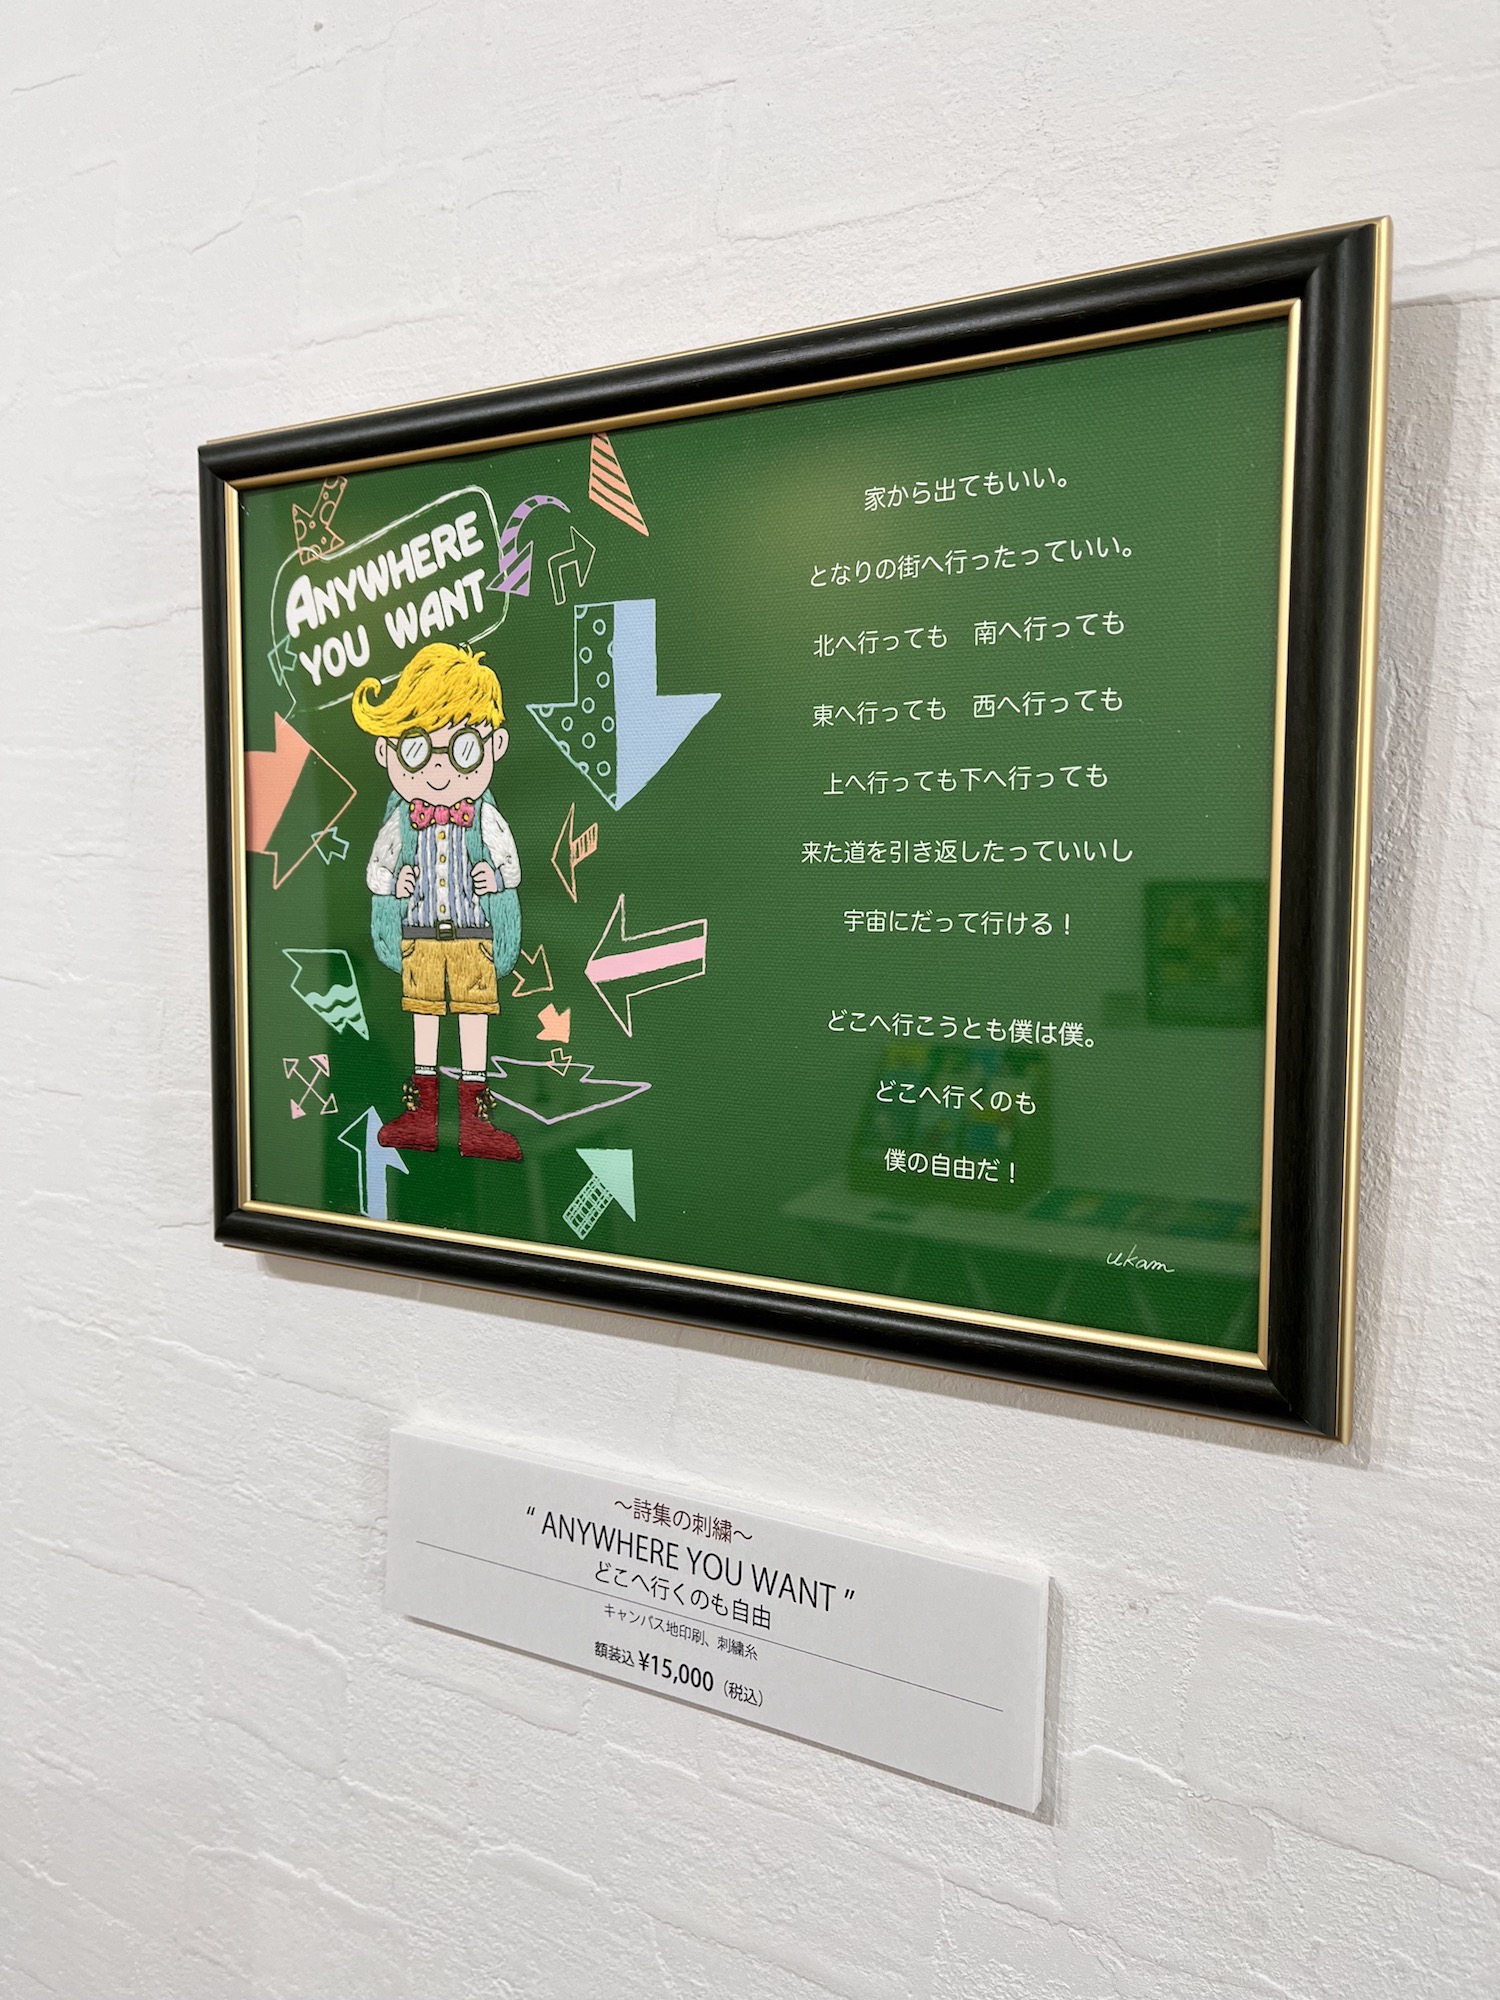 ANYWHERE
YOU WANT
家から出てもいい。
となりの街へ行ったっていい。
北へ行っても　南へ行っても
東へ行っても　西へ行っても
上へ行っても下へ行っても
来た道を引き返したっていいし
宇宙にだって行ける！
どこへ行こうとも僕は僕。
どこへ行くのも
僕の自由だ！
ukam
～詩集の刺繍～
“ ANYWHERE YOU WANT ”
どこへ行くのも自由
キャンバス地印刷、刺繍糸
額装込 ¥15,000（税込）